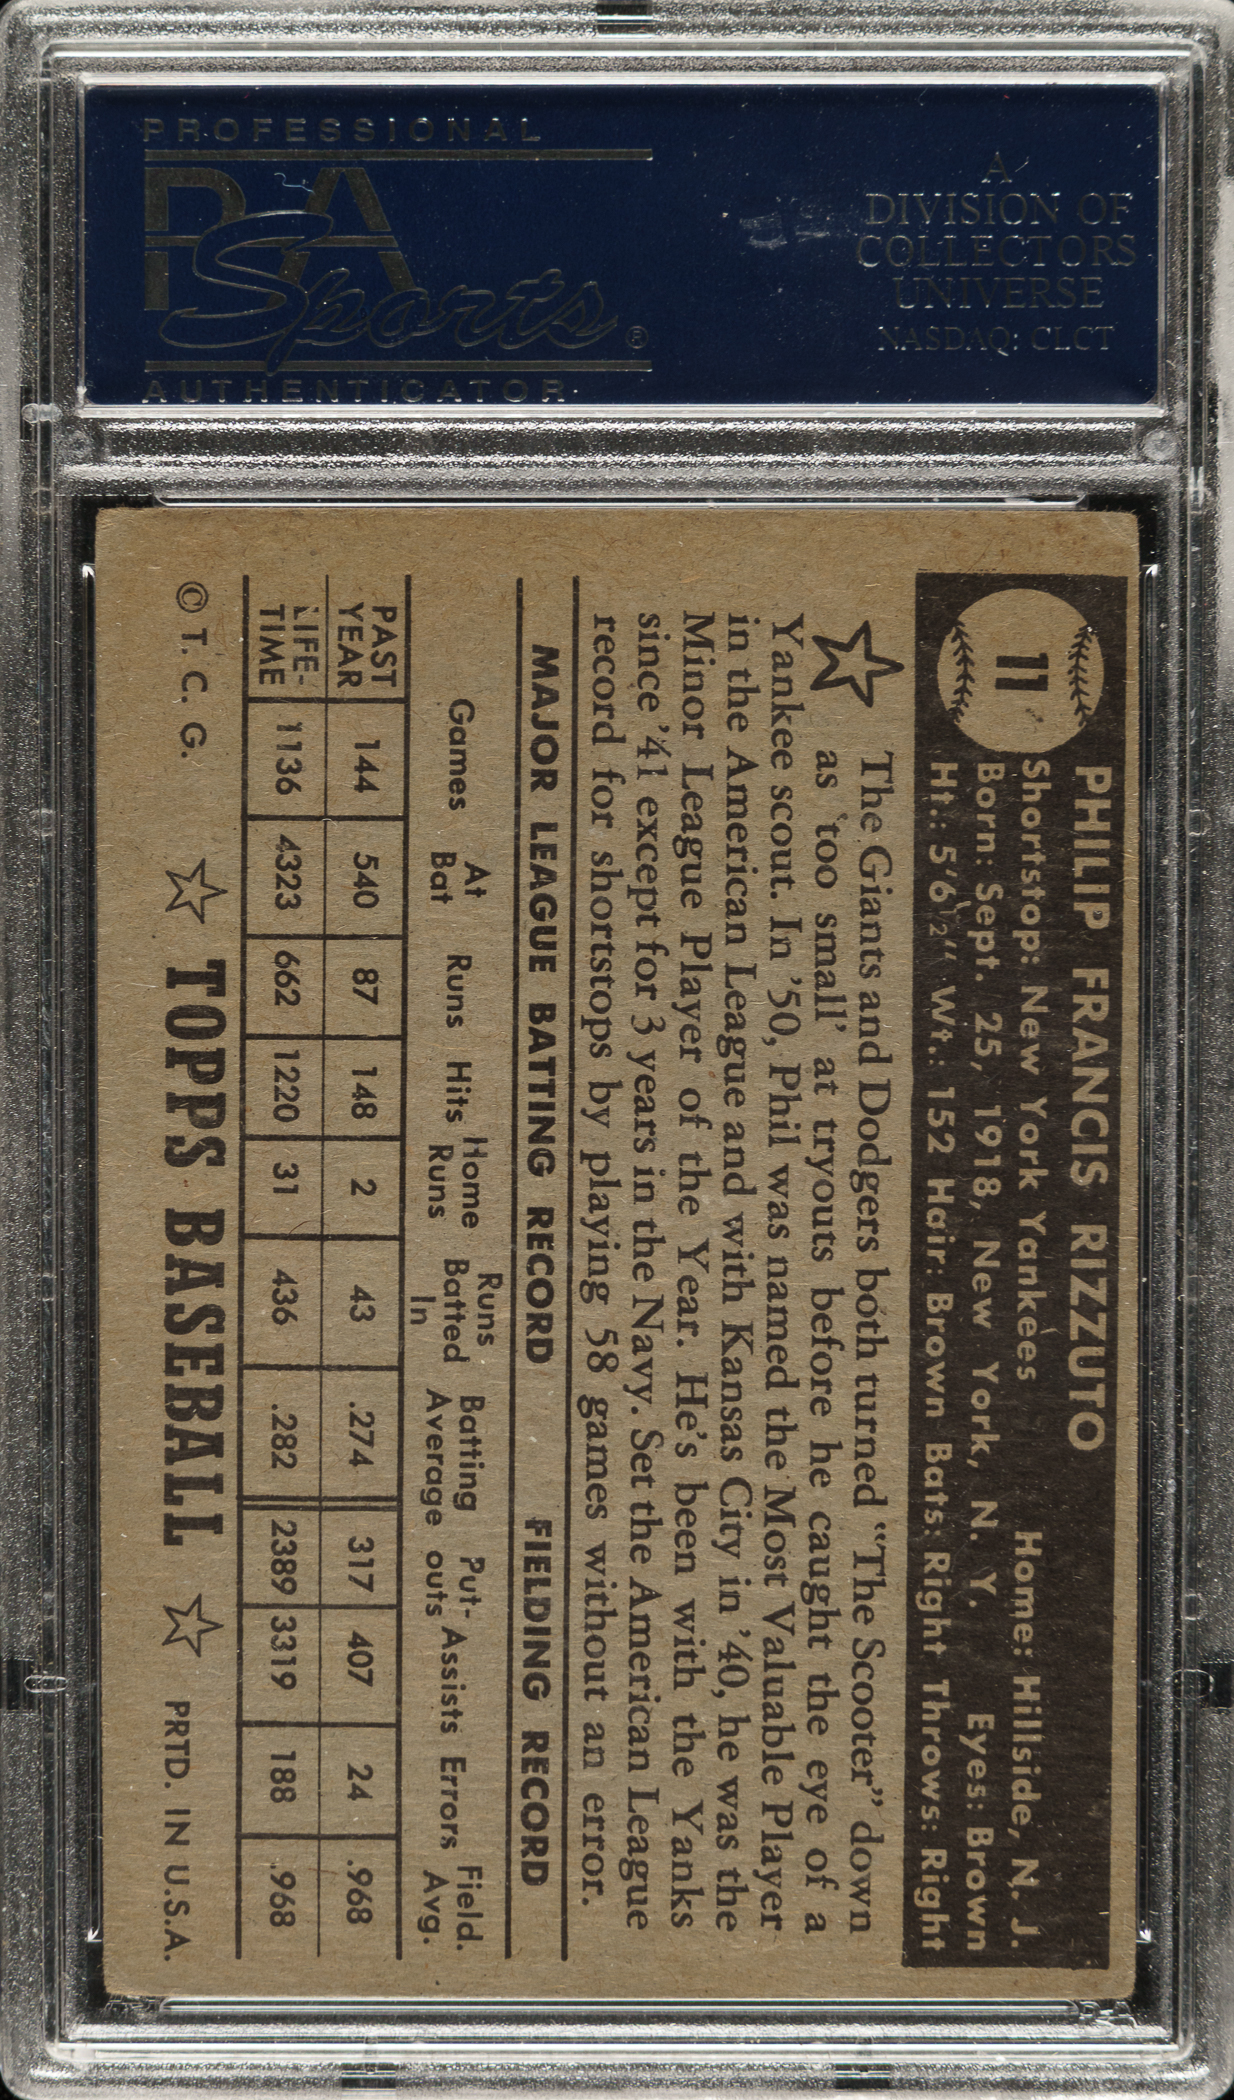 PROFESSIONAL
PSA
Sports®
AUTHENTICATOR
A
DIVISION OF
COLLECTORS
UNIVERSE
NASDAQ: CLCT
11
PHILIP FRANCIS RIZZUTO
Shortstop: New York Yankees Home: Hillside, N. J.
Born: Sept. 25, 1918, New York, N. Y. Eyes: Brown
Ht.: 5'6½" Wt.: 152 Hair: Brown Bats: Right Throws: Right
The Giants and Dodgers both turned “The Scooter” down
as ‘too small’ at tryouts before he caught the eye of a
Yankee scout. In ’50, Phil was named the Most Valuable Player
in the American League and with Kansas City in ’40, he was the
Minor League Player of the Year. He’s been with the Yanks
since ’41 except for 3 years in the Navy. Set the American League
record for shortstops by playing 58 games without an error.
MAJOR LEAGUE BATTING RECORD FIELDING RECORD
Games At Bat Runs Hits Home Runs Runs Batted In Batting Average Put-outs Assists Errors Field. Avg.
PAST YEAR 144 540 87 148 2 43 .274 317 407 24 .968
LIFE-TIME 1136 4323 662 1220 31 436 .282 2389 3319 188 .968
© T. C. G. ☆ TOPPS BASEBALL ☆ PRTD. IN U.S.A.